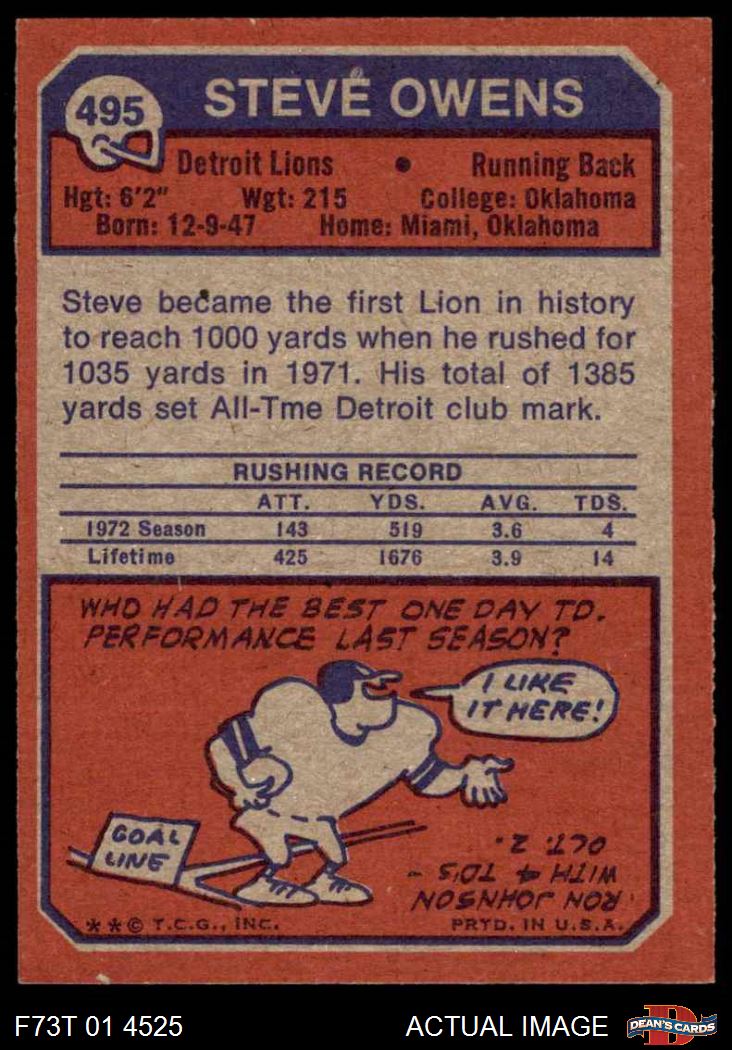 495
STEVE OWENS
Detroit Lions • Running Back
Hgt: 6'2" Wgt: 215 College: Oklahoma
Born: 12-9-47 Home: Miami, Oklahoma
Steve became the first Lion in history
to reach 1000 yards when he rushed for
1035 yards in 1971. His total of 1385
yards set All-Tme Detroit club mark.
RUSHING RECORD
ATT. YDS. AVG. TDS.
1972 Season 143 519 3.6 4
Lifetime 425 1676 3.9 14
WHO HAD THE BEST ONE DAY TD.
PERFORMANCE LAST SEASON?
I LIKE
IT HERE!
GOAL
LINE
RON JOHNSON
WITH 4 TD'S -
OCT. 2.
**© T.C.G., INC. PRTD. IN U.S.A.
F73T 01 4525 ACTUAL IMAGE
D
DEAN'S CARDS